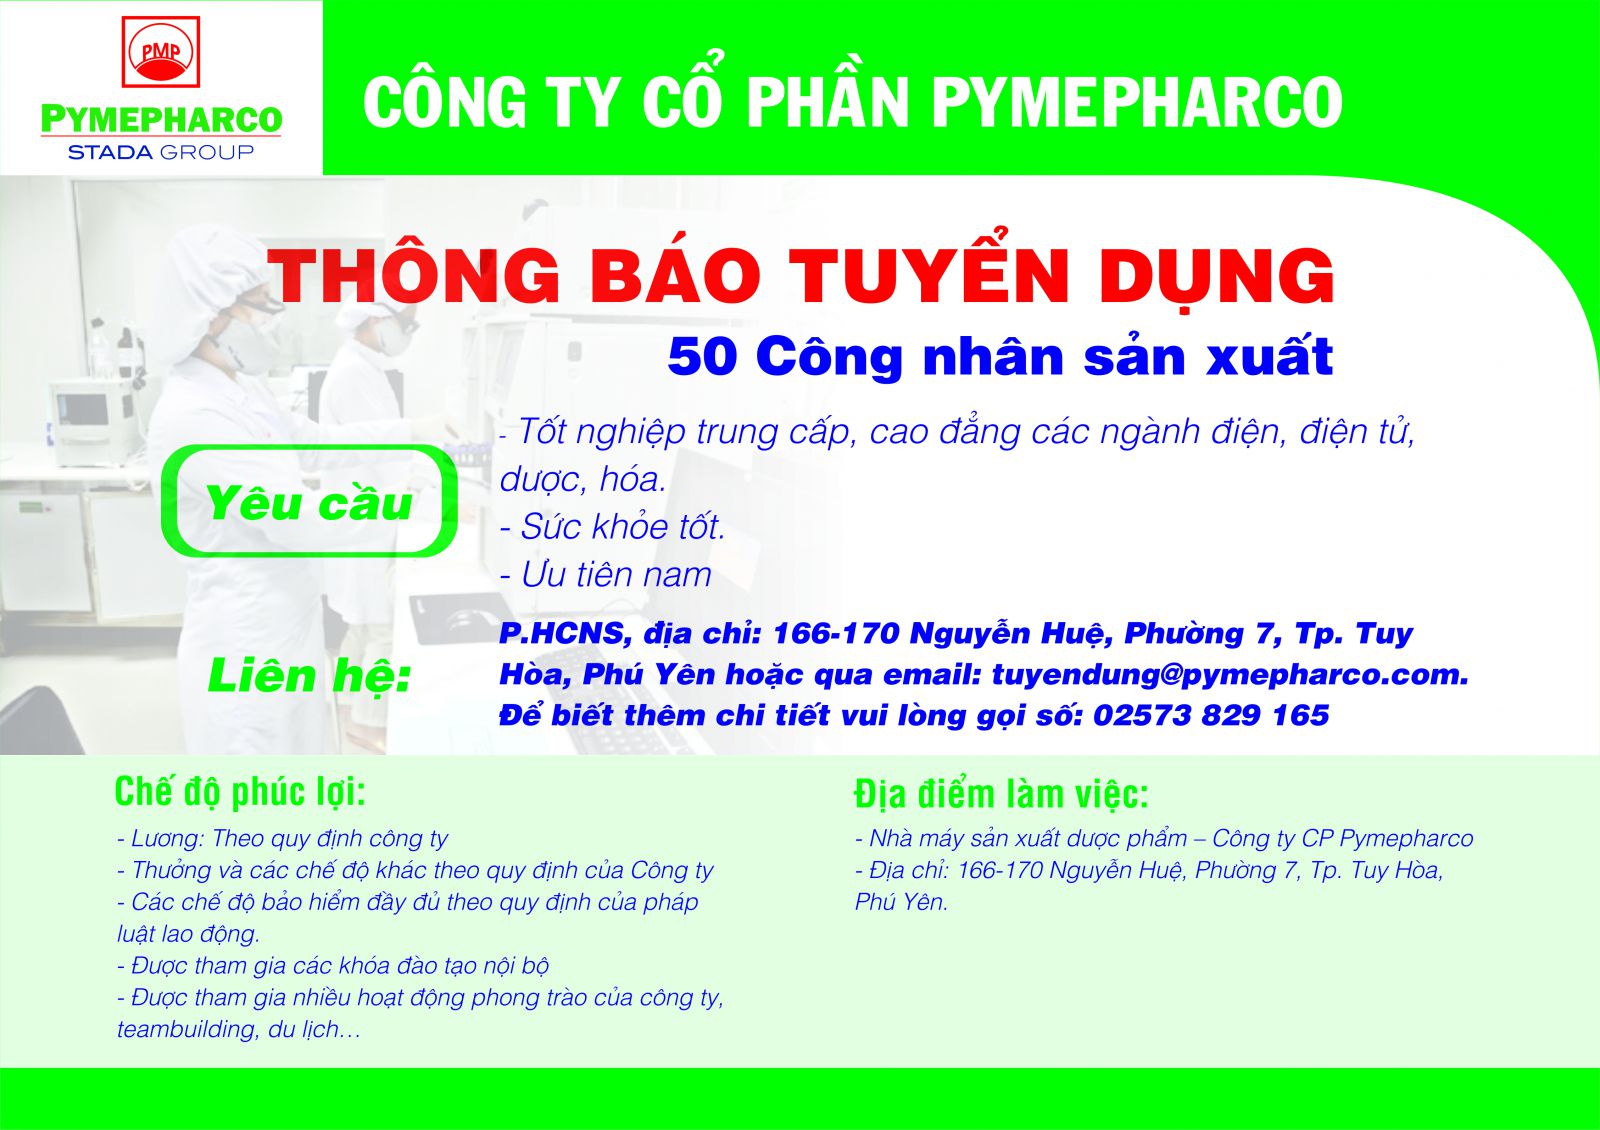 PMP
PYMEPHARCO
STADA GROUP
CÔNG TY CỔ PHẦN PYMEPHARCO
THÔNG BÁO TUYỂN DỤNG
50 Công nhân sản xuất
Yêu cầu
- Tốt nghiệp trung cấp, cao đẳng các ngành điện, điện tử,
dược, hóa.
- Sức khỏe tốt.
- Ưu tiên nam
Liên hệ:
P.HCNS, địa chỉ: 166-170 Nguyễn Huệ, Phường 7, Tp. Tuy
Hòa, Phú Yên hoặc qua email: tuyendung@pymepharco.com.
Để biết thêm chi tiết vui lòng gọi số: 02573 829 165
Chế độ phúc lợi:
- Lương: Theo quy định công ty
- Thưởng và các chế độ khác theo quy định của Công ty
- Các chế độ bảo hiểm đầy đủ theo quy định của pháp
luật lao động.
- Được tham gia các khóa đào tạo nội bộ
- Được tham gia nhiều hoạt động phong trào của công ty,
teambuilding, du lịch…
Địa điểm làm việc:
- Nhà máy sản xuất dược phẩm – Công ty CP Pymepharco
- Địa chỉ: 166-170 Nguyễn Huệ, Phường 7, Tp. Tuy Hòa,
Phú Yên.